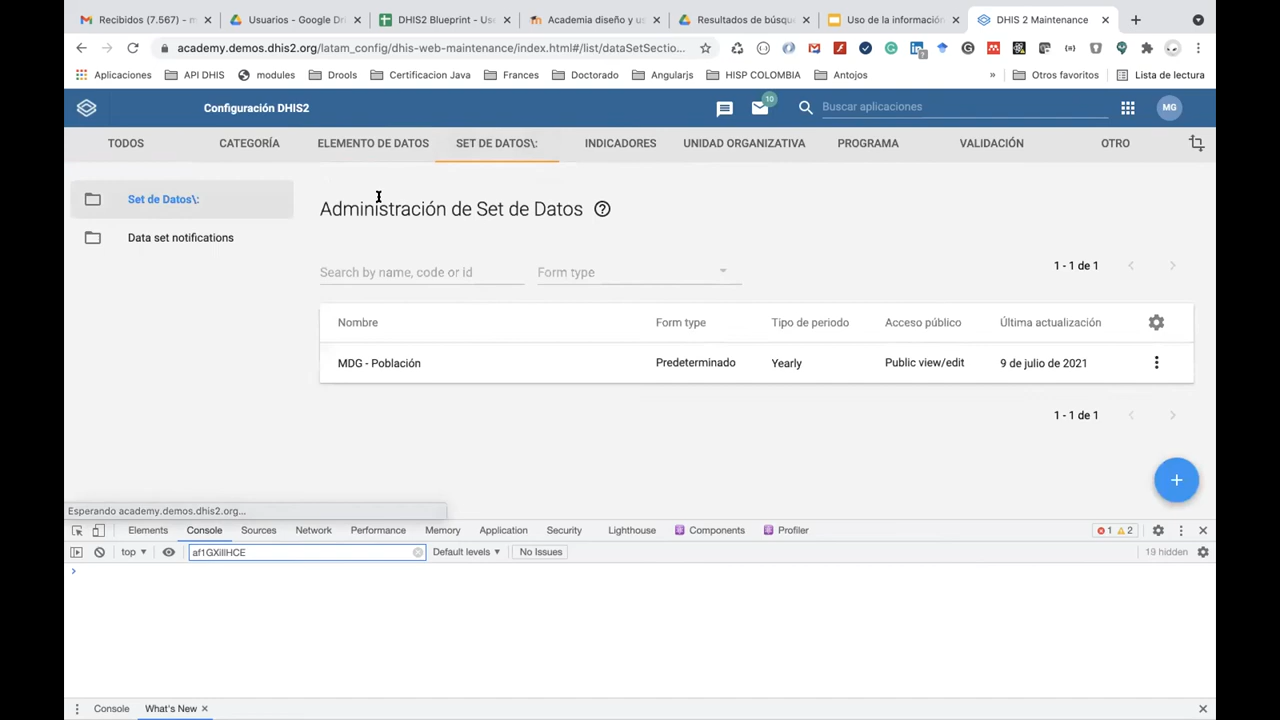 Recibidos (7.567) - m
Usuarios - Google Dri
DHIS2 Blueprint - Use
Academia diseño y us
Resultados de búsqu
Uso de la información
DHIS 2 Maintenance
academy.demos.dhis2.org/latam_config/dhis-web-maintenance/index.html#/list/dataSetSectio...
Aplicaciones
API DHIS
modules
Drools
Certificacion Java
Frances
Doctorado
Angularjs
HISP COLOMBIA
Antojos
»
Otros favoritos
Lista de lectura
Configuración DHIS2
10
Buscar aplicaciones
MG
TODOS
CATEGORÍA
ELEMENTO DE DATOS
SET DE DATOS\:
INDICADORES
UNIDAD ORGANIZATIVA
PROGRAMA
VALIDACIÓN
OTRO
Set de Datos\:
Data set notifications
Administración de Set de Datos
Search by name, code or id
Form type
1 - 1 de 1
Nombre
Form type
Tipo de periodo
Acceso público
Última actualización
MDG - Población
Predeterminado
Yearly
Public view/edit
9 de julio de 2021
1 - 1 de 1
Esperando academy.demos.dhis2.org...
Elements
Console
Sources
Network
Performance
Memory
Application
Security
Lighthouse
Components
Profiler
1
2
top
af1GXillHCE
Default levels
No Issues
19 hidden
Console
What's New